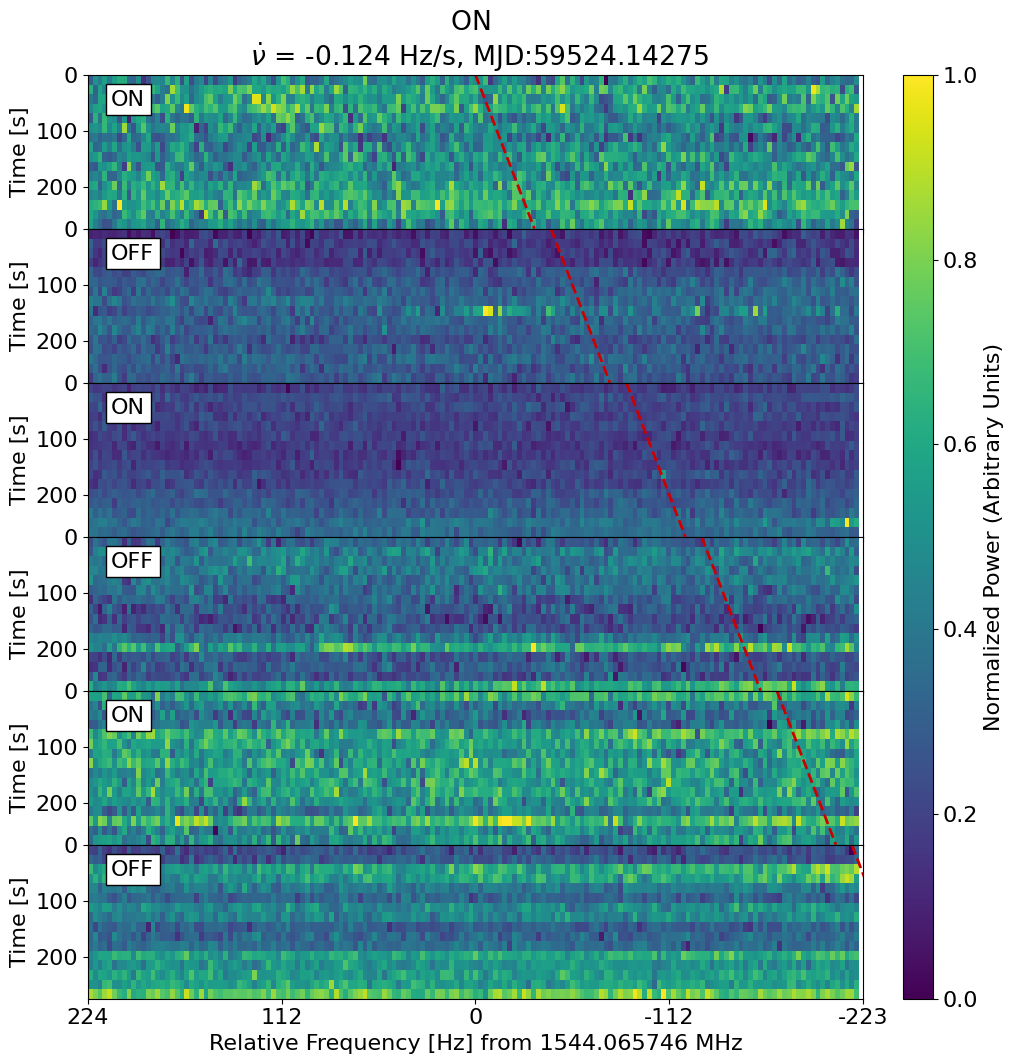 ON
ν̇ = -0.124 Hz/s, MJD:59524.14275
0
100
200
Time [s]
ON
0
100
200
Time [s]
OFF
0
100
200
Time [s]
ON
0
100
200
Time [s]
OFF
0
100
200
Time [s]
ON
0
100
200
Time [s]
OFF
224 112 0 -112 -223
Relative Frequency [Hz] from 1544.065746 MHz
1.0
0.8
0.6
0.4
0.2
0.0
Normalized Power (Arbitrary Units)